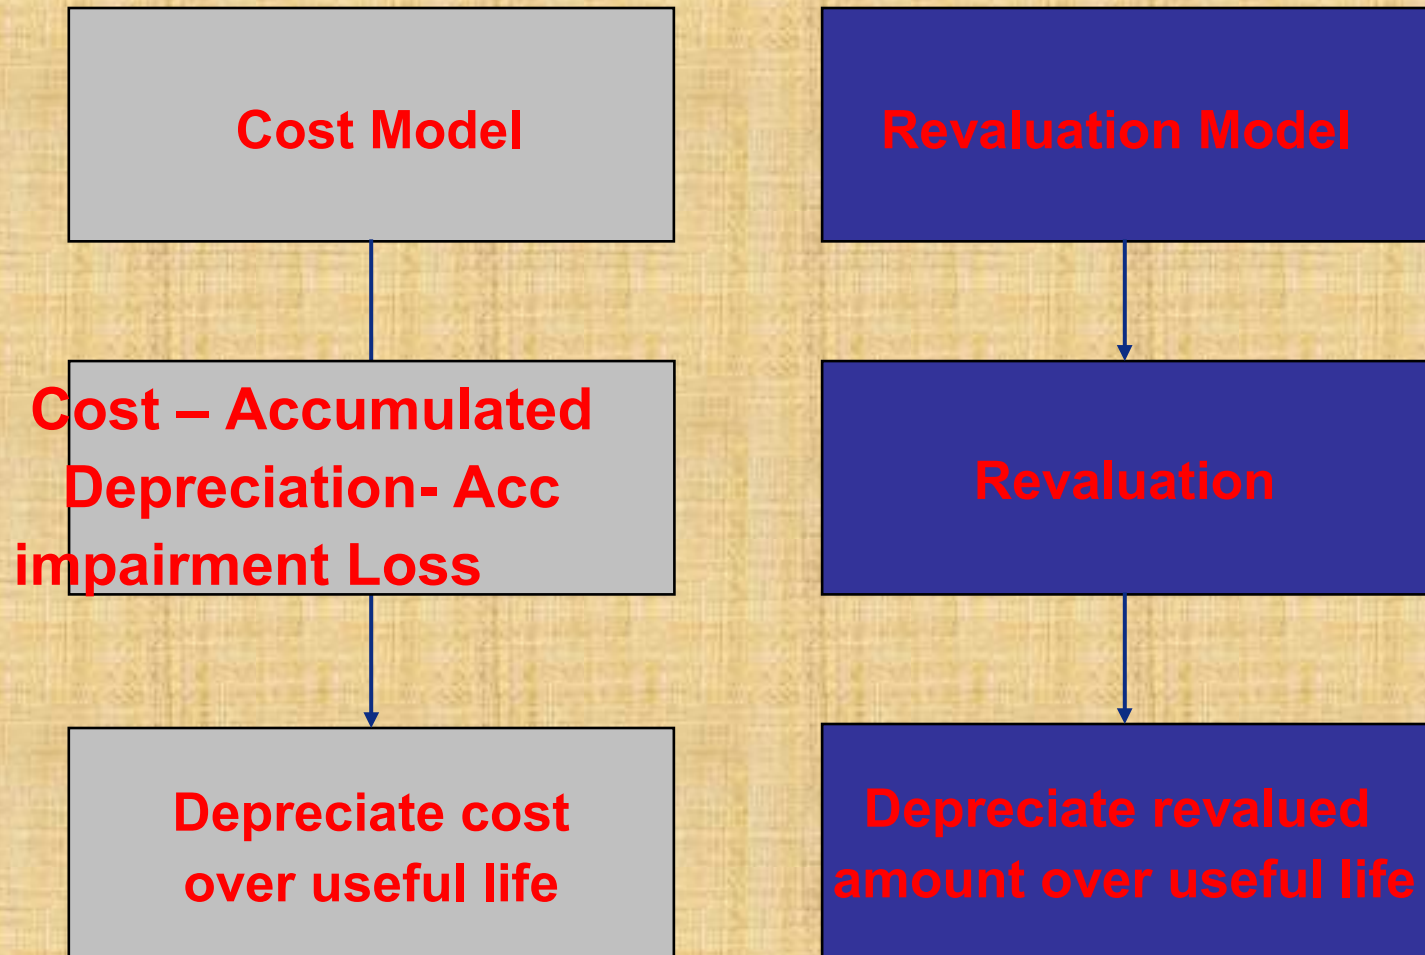 Cost Model
Revaluation Model
Cost – Accumulated
Depreciation- Acc
impairment Loss
Revaluation
Depreciate cost
over useful life
Depreciate revalued
amount over useful life